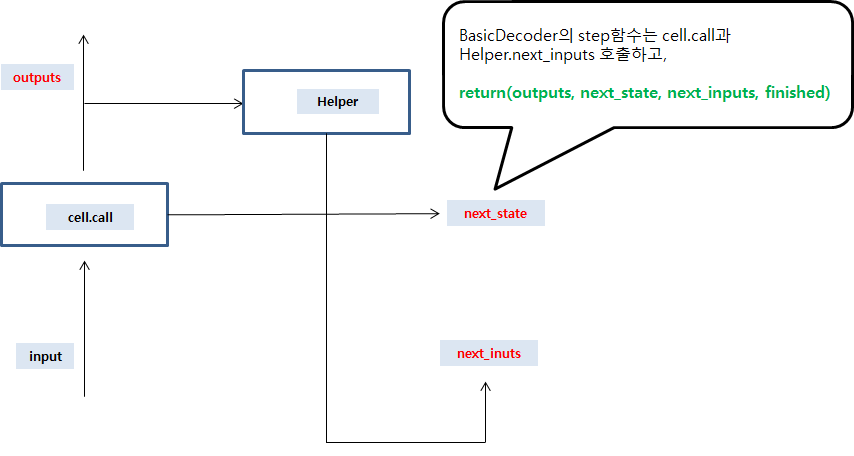 BasicDecoder의 step함수는 cell.call과
Helper.next_inputs 호출하고,
return(outputs, next_state, next_inputs, finished)
outputs
Helper
cell.call
next_state
input
next_inuts